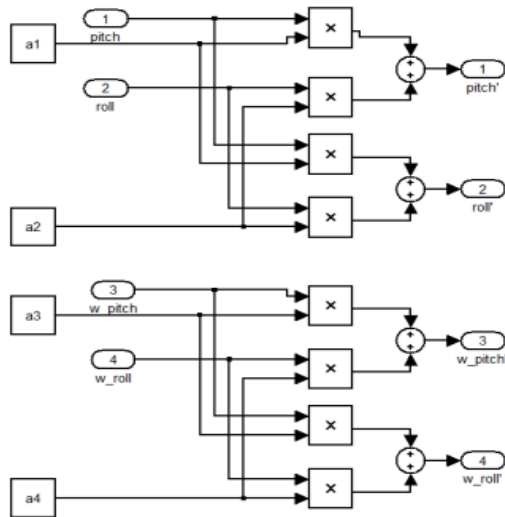 1
pitch
a1
×
+
+
1
pitch'
2
roll
×
×
+
+
2
roll'
a2
×
3
w_pitch
a3
×
+
+
3
w_pitch'
4
w_roll
×
×
+
+
4
w_roll'
a4
×